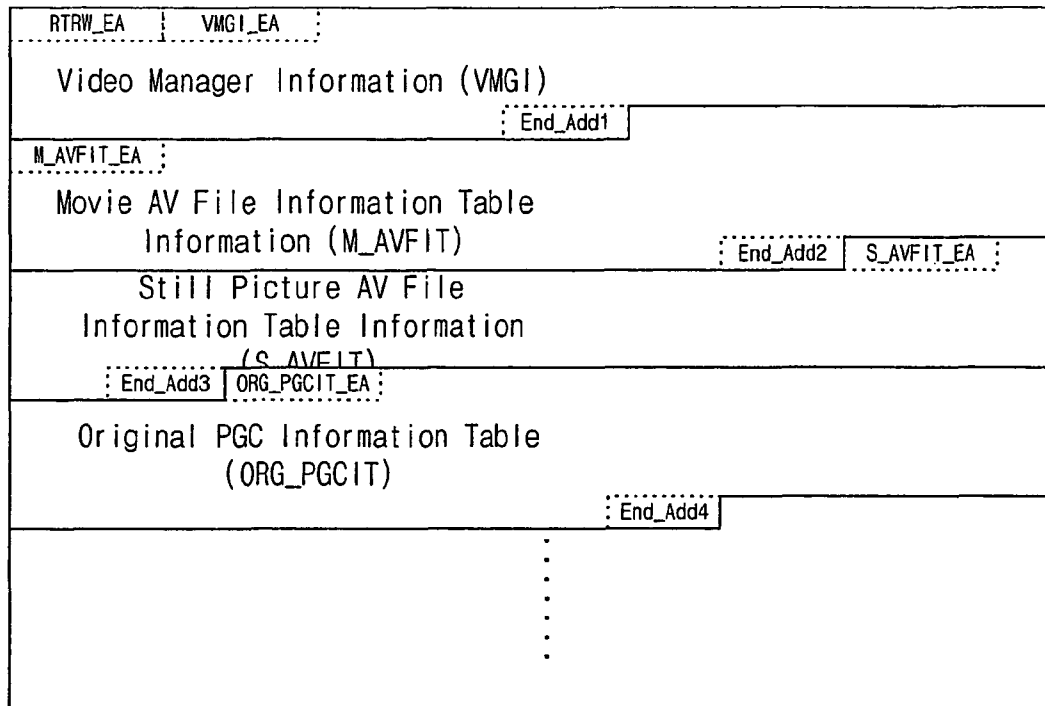 RTRW_EA VMGI_EA
Video Manager Information (VMGI)
End_Add1
M_AVFIT_EA
Movie AV File Information Table
Information (M_AVFIT)
End_Add2 S_AVFIT_EA
Still Picture AV File
Information Table Information
(S_AVFIT)
End_Add3 ORG_PGCIT_EA
Original PGC Information Table
(ORG_PGCIT)
End_Add4